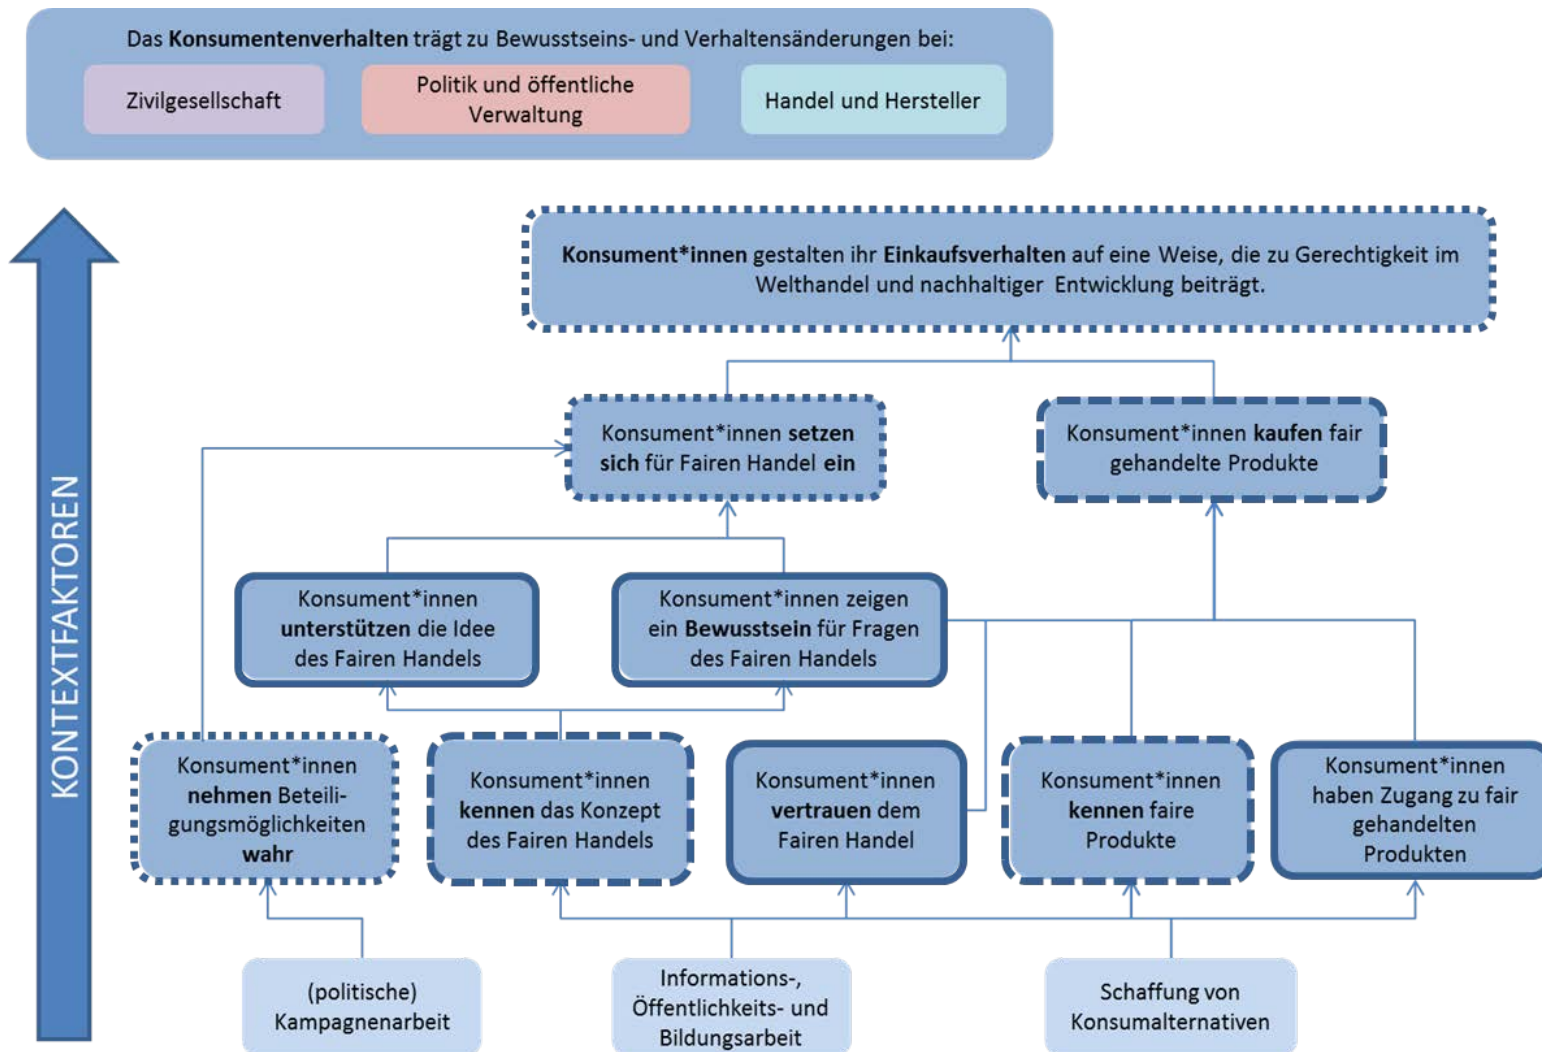 Das Konsumentenverhalten trägt zu Bewusstseins- und Verhaltensänderungen bei:
Zivilgesellschaft
Politik und öffentliche
Verwaltung
Handel und Hersteller
KONTEXTFAKTOREN
Konsument*innen gestalten ihr Einkaufsverhalten auf eine Weise, die zu Gerechtigkeit im
Welthandel und nachhaltiger Entwicklung beiträgt.
Konsument*innen setzen
sich für Fairen Handel ein
Konsument*innen kaufen fair
gehandelte Produkte
Konsument*innen
unterstützen die Idee
des Fairen Handels
Konsument*innen zeigen
ein Bewusstsein für Fragen
des Fairen Handels
Konsument*innen
nehmen Beteili-
gungsmöglichkeiten
wahr
Konsument*innen
kennen das Konzept
des Fairen Handels
Konsument*innen
vertrauen dem
Fairen Handel
Konsument*innen
kennen faire
Produkte
Konsument*innen
haben Zugang zu fair
gehandelten
Produkten
(politische)
Kampagnenarbeit
Informations-,
Öffentlichkeits- und
Bildungsarbeit
Schaffung von
Konsumalternativen